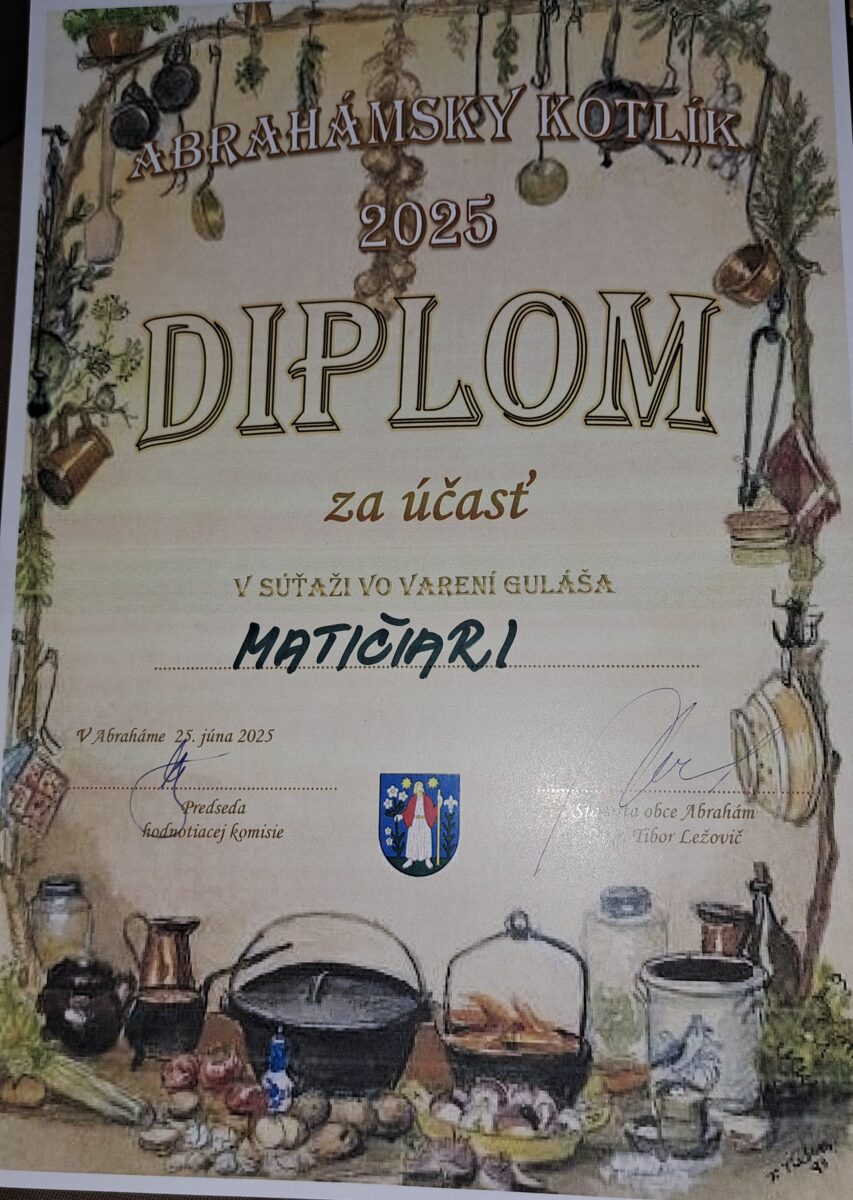 ABRAHÁMSKY KOTLÍK
2025
DIPLOM
za účasť
V SÚŤAŽI VO VARENÍ GULÁŠA
MATIČIARI
V Abraháme 25. júna 2025
Predseda
hodnotiacej komisie
Starosta obce Abrahám
Tibor Ležovič